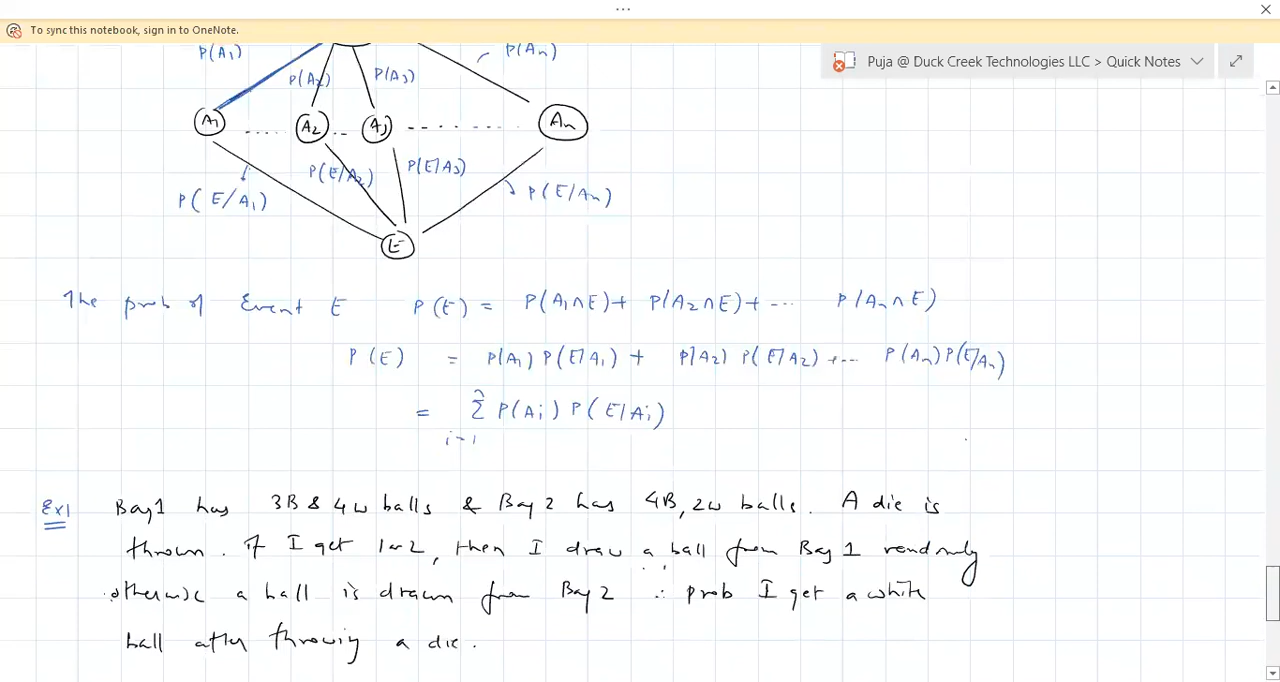 To sync this notebook, sign in to OneNote.
Puja @ Duck Creek Technologies LLC > Quick Notes
P(A1) P(A2) P(A3) P(An)
A1 .... A2 .. A3 ...... An
P(E/A1) P(E/A2) P(E/A3) P(E/An)
E
The prob of Event E P(E) = P(A1∩E)+ P(A2∩E)+ --- P(An∩E)
P(E) = P(A1) P(E/A1) + P(A2) P(E/A2) +--- P(An) P(E/An)
= n Σ i=1 P(Ai) P(E/Ai)
Ex1 Bag1 has 3B & 4W balls & Bag 2 has 4B, 2W balls. A die is
thrown. If I get 1 or 2, then I draw a ball from Bag 1 randomly
otherwise a ball is drawn from Bag 2 ∴ prob I get a white
ball after throwing a die.